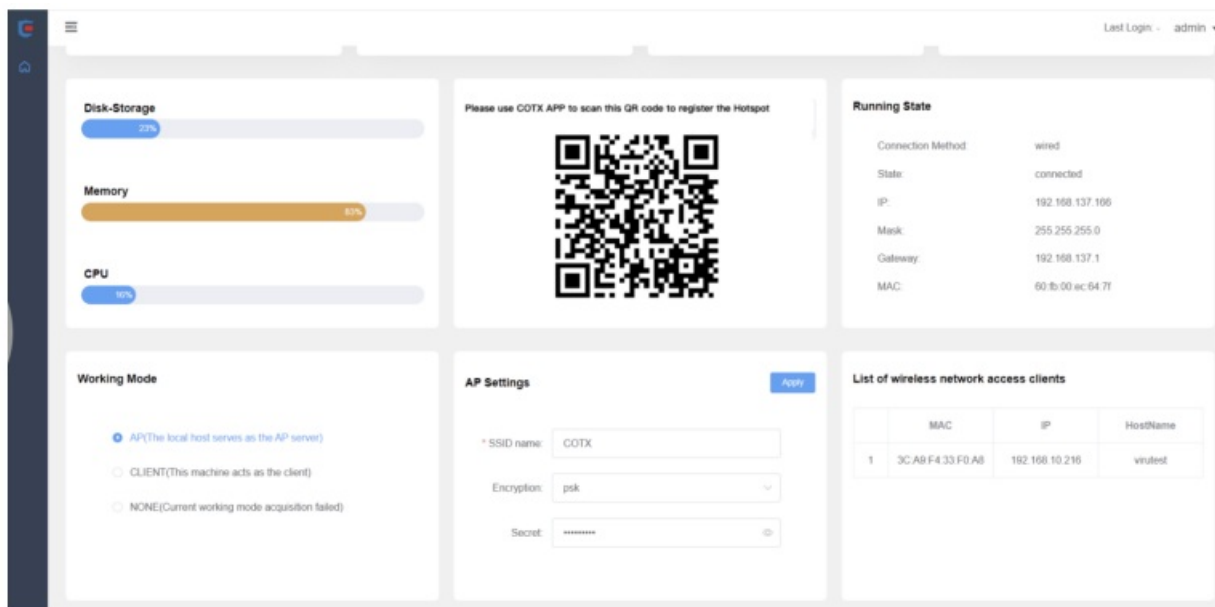 Last Login: -
admin
Disk-Storage
23%
Memory
83%
CPU
16%
Please use COTX APP to scan this QR code to register the Hotspot
Running State
Connection Method: wired
State: connected
IP: 192.168.137.166
Mask: 255.255.255.0
Gateway: 192.168.137.1
MAC: 60:fb:00:ec:64:7f
Working Mode
AP(The local host serves as the AP server)
CLIENT(This machine acts as the client)
NONE(Current working mode acquisition failed)
AP Settings
Apply
* SSID name: COTX
Encryption: psk
Secret: •••••••••
List of wireless network access clients
MAC IP HostName
1 3C:A9:F4:33:F0:A8 192.168.10.216 virutest